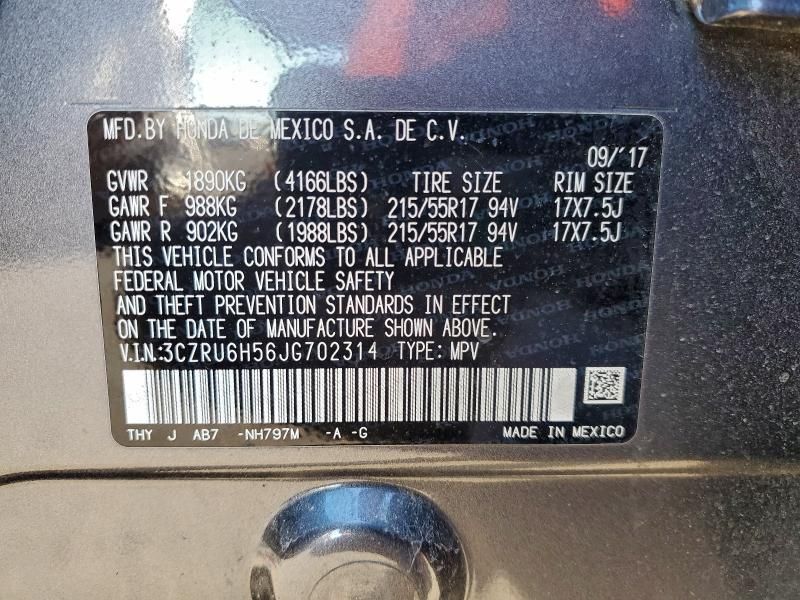 MFD.BY HONDA DE MEXICO S.A. DE C.V.
09/'17
GVWR 1890KG (4166LBS) TIRE SIZE RIM SIZE
GAWR F 988KG (2178LBS) 215/55R17 94V 17X7.5J
GAWR R 902KG (1988LBS) 215/55R17 94V 17X7.5J
THIS VEHICLE CONFORMS TO ALL APPLICABLE
FEDERAL MOTOR VEHICLE SAFETY
AND THEFT PREVENTION STANDARDS IN EFFECT
ON THE DATE OF MANUFACTURE SHOWN ABOVE.
V.I.N:3CZRU6H56JG702314 TYPE: MPV
THY J AB7 -NH797M -A -G MADE IN MEXICO